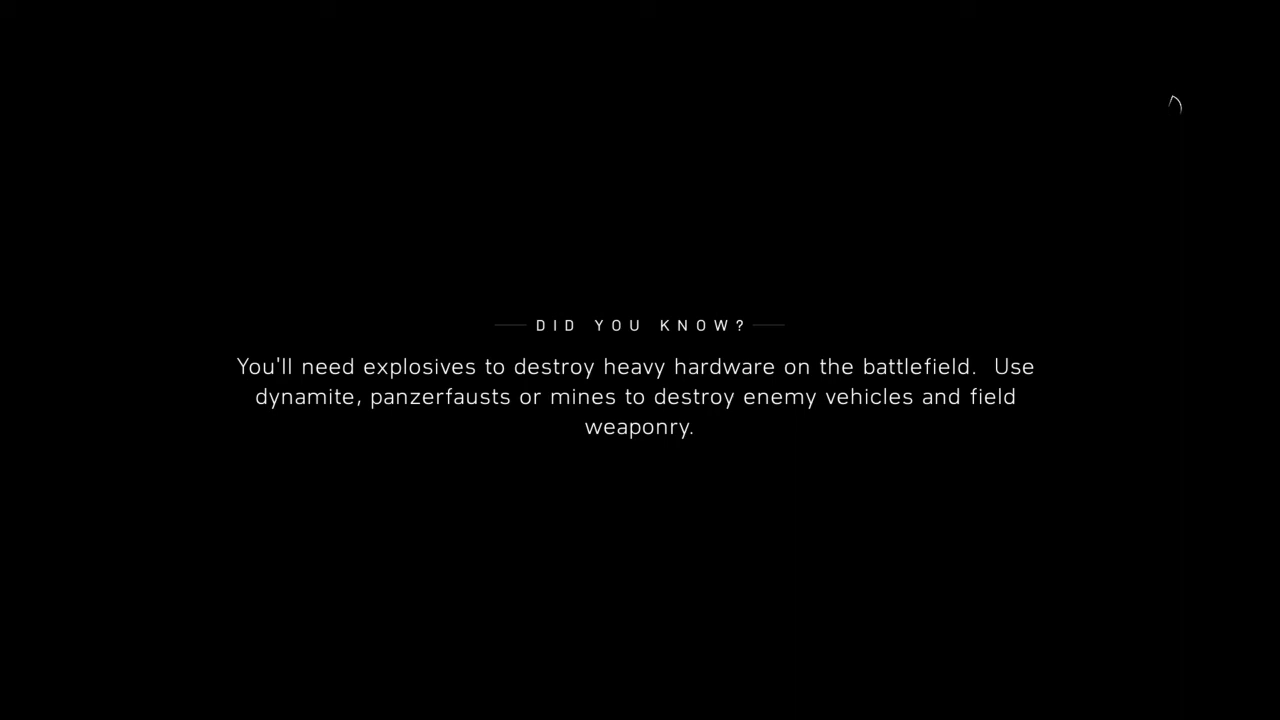 DID YOU KNOW?
You'll need explosives to destroy heavy hardware on the battlefield.  Use
dynamite, panzerfausts or mines to destroy enemy vehicles and field
weaponry.